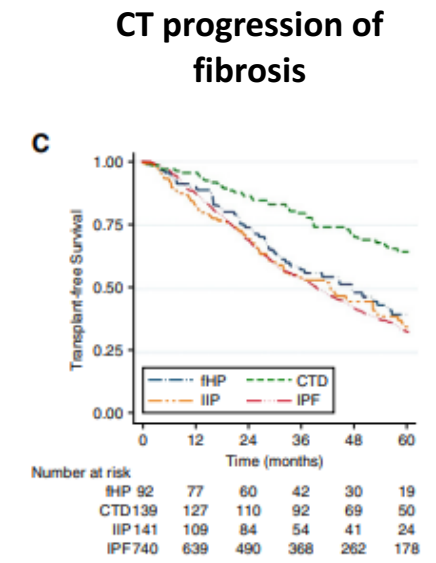 CT progression of
fibrosis
C
Transplant-free Survival
1.00
0.75
0.50
0.25
0.00
fHP CTD
IIP IPF
0 12 24 36 48 60
Time (months)
Number at risk
fHP 92 77 60 42 30 19
CTD139 127 110 92 69 50
IIP141 109 84 54 41 24
IPF740 639 490 368 262 178